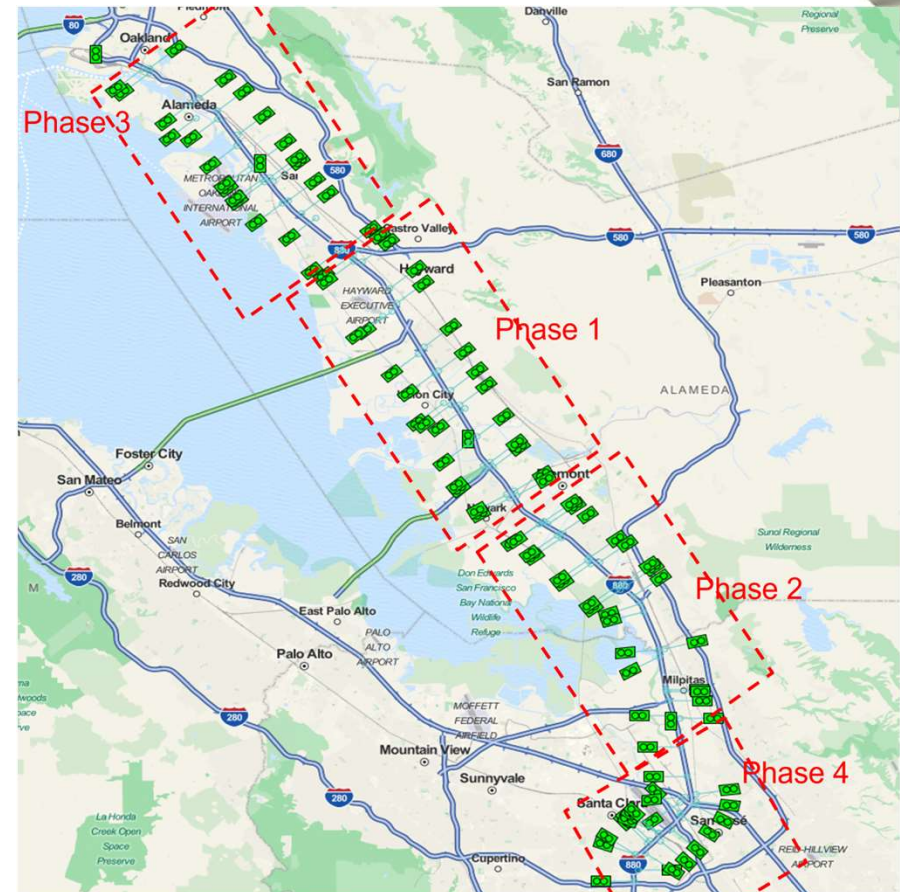 Piedmont
80
Oakland
Danville
Regional
Preserve
San Ramon
Alameda
Phase 3
680
580
METROPOLITAN
INTERNATIONAL
AIRPORT
Castro Valley
580
580
880
Hayward
Pleasanton
HAYWARD
EXECUTIVE
AIRPORT
Phase 1
ALAMEDA
Union City
Foster City
San Mateo
Fremont
Newark
Belmont
Sunol Regional
Wilderness
SAN
CARLOS
AIRPORT
280
Redwood City
Don Edwards
San Francisco
Bay National
Wildlife
Refuge
880
Phase 2
M
East Palo Alto
PALO
ALTO
AIRPORT
Palo Alto
Milpitas
MOFFETT
FEDERAL
AIRFIELD
280
Mountain View
Phase 4
Sunnyvale
280
Santa Clara
San José
La Honda
Creek Open
Space
Preserve
REID-HILLVIEW
AIRPORT
Cupertino
880